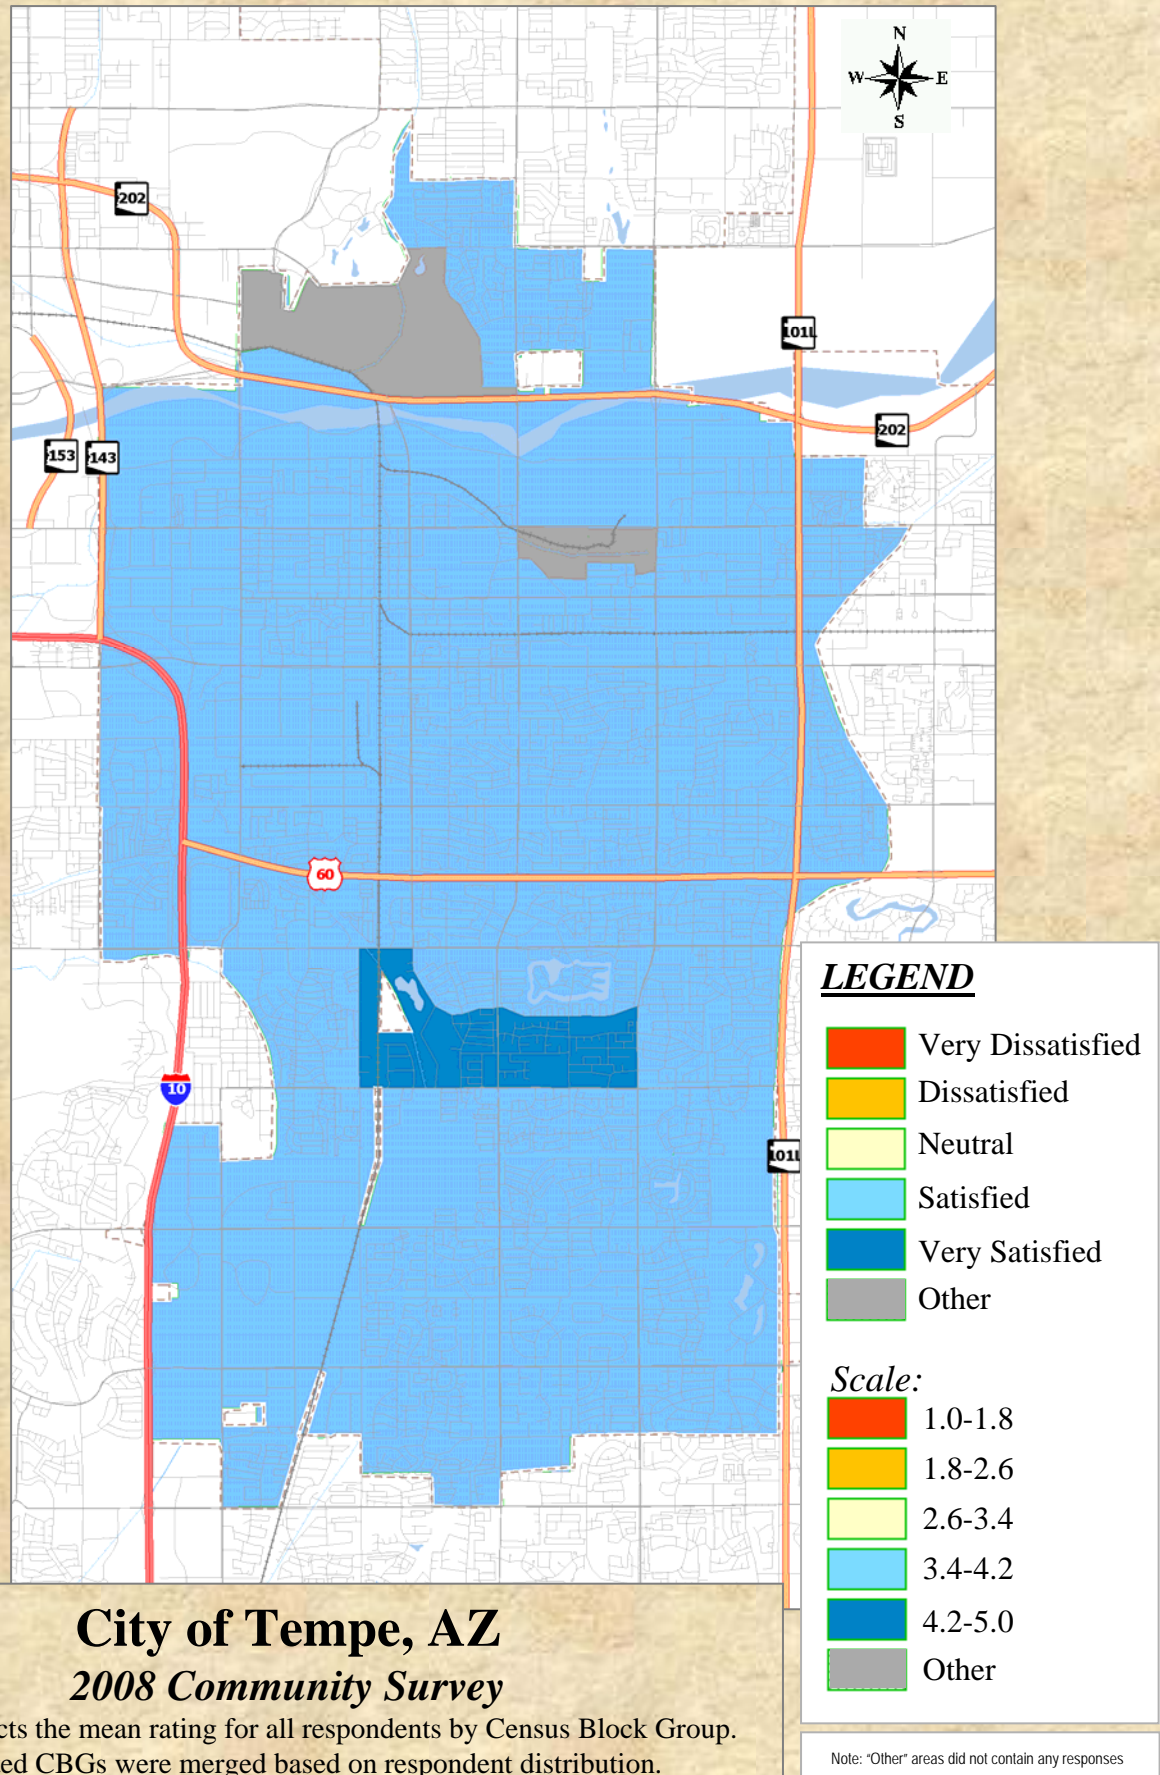 N
W E
S
202
101L
202
153
143
60
10
101L
LEGEND
Very Dissatisfied
Dissatisfied
Neutral
Satisfied
Very Satisfied
Other
Scale:
1.0-1.8
1.8-2.6
2.6-3.4
3.4-4.2
4.2-5.0
Other
City of Tempe, AZ
2008 Community Survey
the mean rating for all respondents by Census Block Group.
CBGs were merged based on respondent distribution.
Note: "Other" areas did not contain any responses